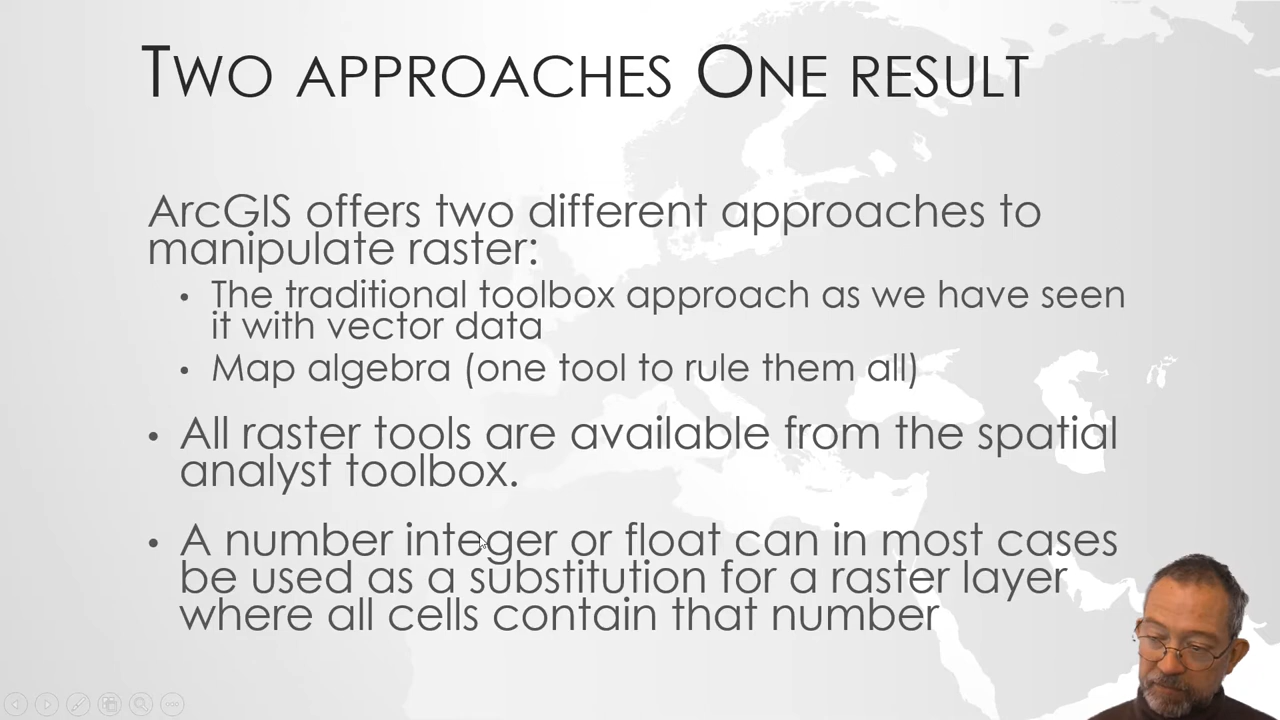 Two approaches One result
ArcGIS offers two different approaches to
manipulate raster:
• The traditional toolbox approach as we have seen
it with vector data
• Map algebra (one tool to rule them all)
• All raster tools are available from the spatial
analyst toolbox.
• A number integer or float can in most cases
be used as a substitution for a raster layer
where all cells contain that number